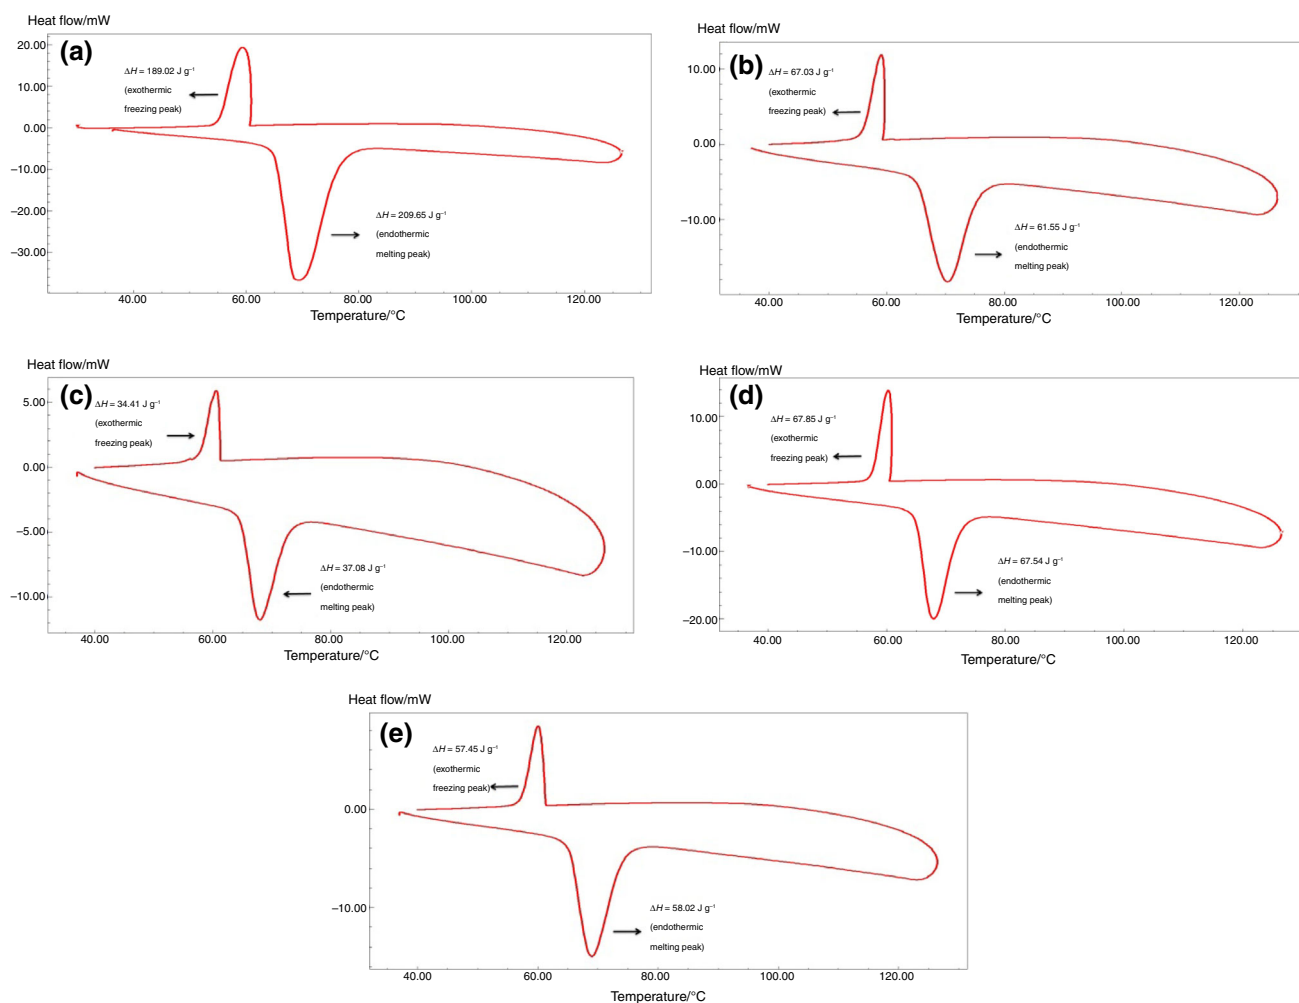 Heat flow/mW
(a)
20.00
10.00
0.00
−10.00
−20.00
−30.00
ΔH = 189.02 J g⁻¹
(exothermic
freezing peak)
ΔH = 209.65 J g⁻¹
(endothermic
melting peak)
40.00 60.00 80.00 100.00 120.00
Temperature/°C
Heat flow/mW
(b)
10.00
0.00
−10.00
ΔH = 67.03 J g⁻¹
(exothermic
freezing peak)
ΔH = 61.55 J g⁻¹
(endothermic
melting peak)
40.00 60.00 80.00 100.00 120.00
Temperature/°C
Heat flow/mW
(c)
5.00
0.00
−5.00
−10.00
ΔH = 34.41 J g⁻¹
(exothermic
freezing peak)
ΔH = 37.08 J g⁻¹
(endothermic
melting peak)
40.00 60.00 80.00 100.00 120.00
Temperature/°C
Heat flow/mW
(d)
10.00
0.00
−10.00
−20.00
ΔH = 67.85 J g⁻¹
(exothermic
freezing peak)
ΔH = 67.54 J g⁻¹
(endothermic
melting peak)
40.00 60.00 80.00 100.00 120.00
Temperature/°C
Heat flow/mW
(e)
0.00
−10.00
ΔH = 57.45 J g⁻¹
(exothermic
freezing peak)
ΔH = 58.02 J g⁻¹
(endothermic
melting peak)
40.00 60.00 80.00 100.00 120.00
Temperature/°C